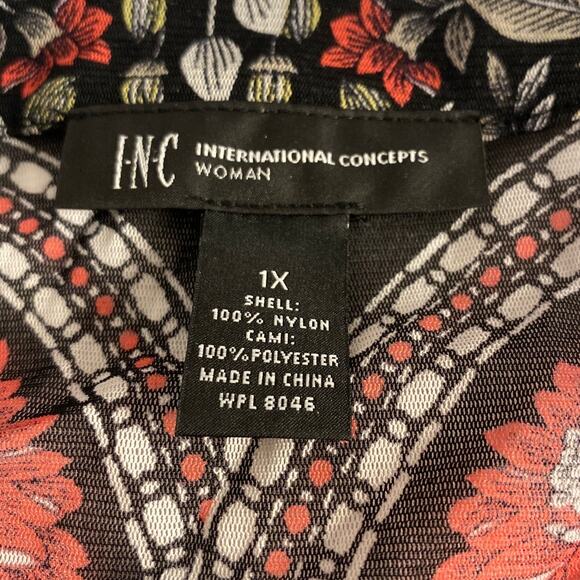 I·N·C INTERNATIONAL CONCEPTS
WOMAN
1X
SHELL:
100% NYLON
CAMI:
100%POLYESTER
MADE IN CHINA
WPL 8046